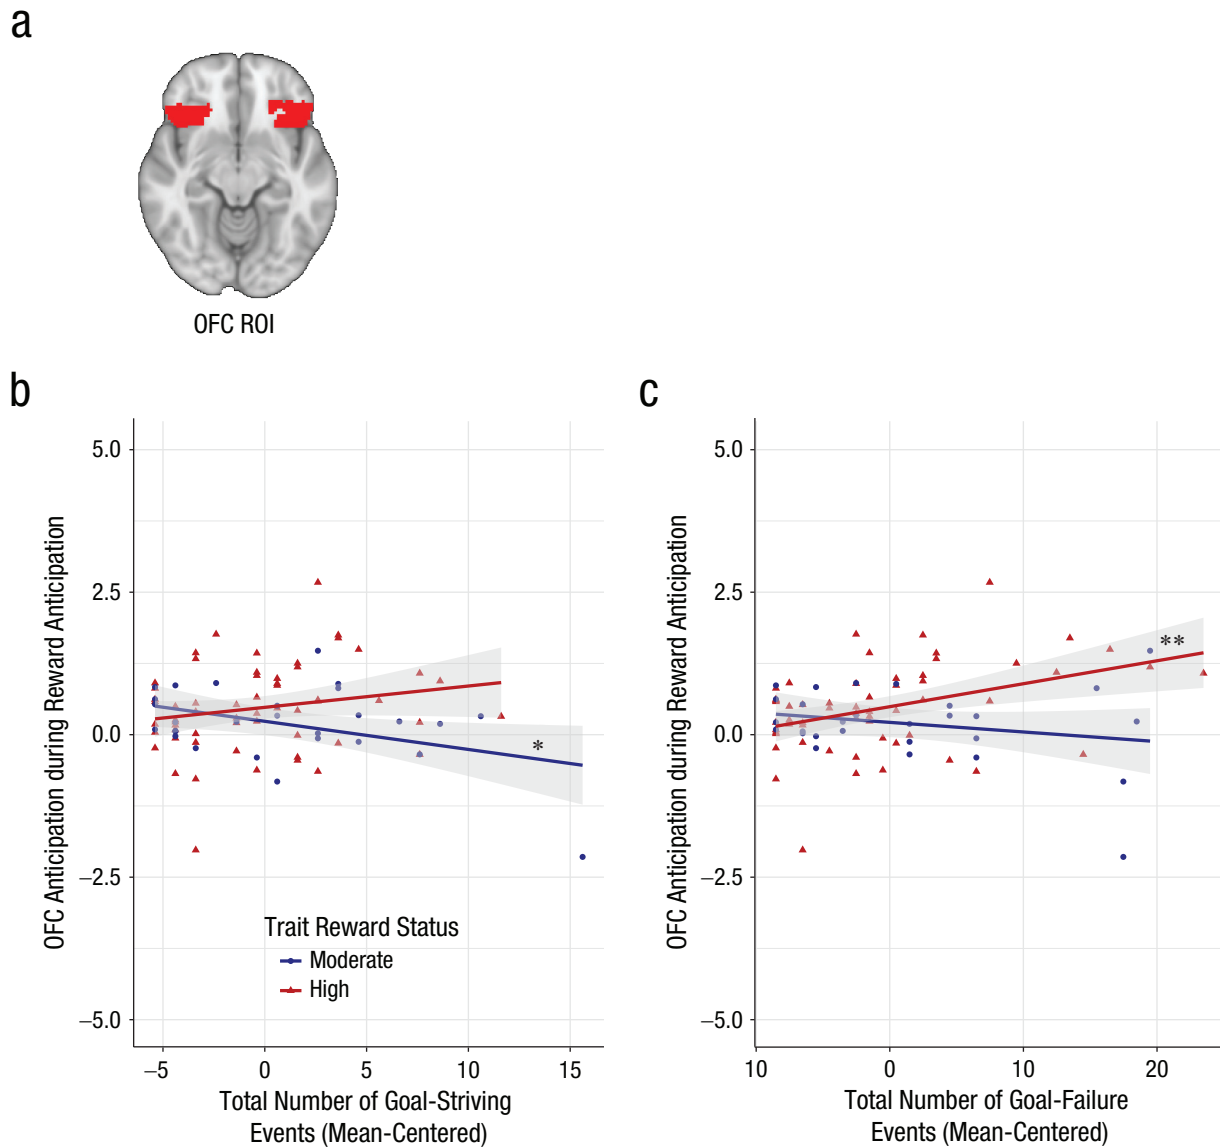 a
OFC ROI
b
OFC Anticipation during Reward Anticipation
5.0
2.5
0.0
−2.5
−5.0
*
Trait Reward Status
Moderate
High
−5
0
5
10
15
Total Number of Goal-Striving
Events (Mean-Centered)
c
OFC Anticipation during Reward Anticipation
5.0
2.5
0.0
−2.5
−5.0
**
10
0
10
20
Total Number of Goal-Failure
Events (Mean-Centered)